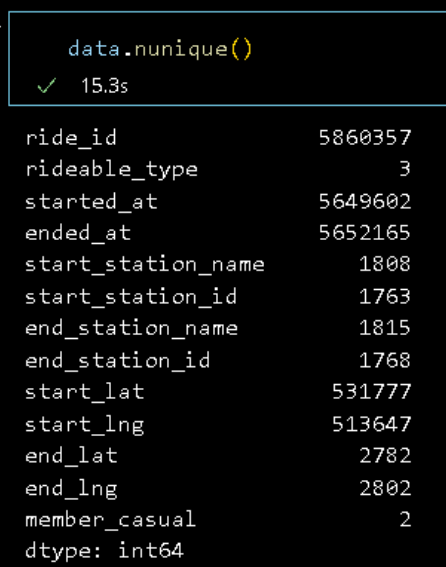 data.nunique()
✓ 15.3s
ride_id 5860357
rideable_type 3
started_at 5649602
ended_at 5652165
start_station_name 1808
start_station_id 1763
end_station_name 1815
end_station_id 1768
start_lat 531777
start_lng 513647
end_lat 2782
end_lng 2802
member_casual 2
dtype: int64